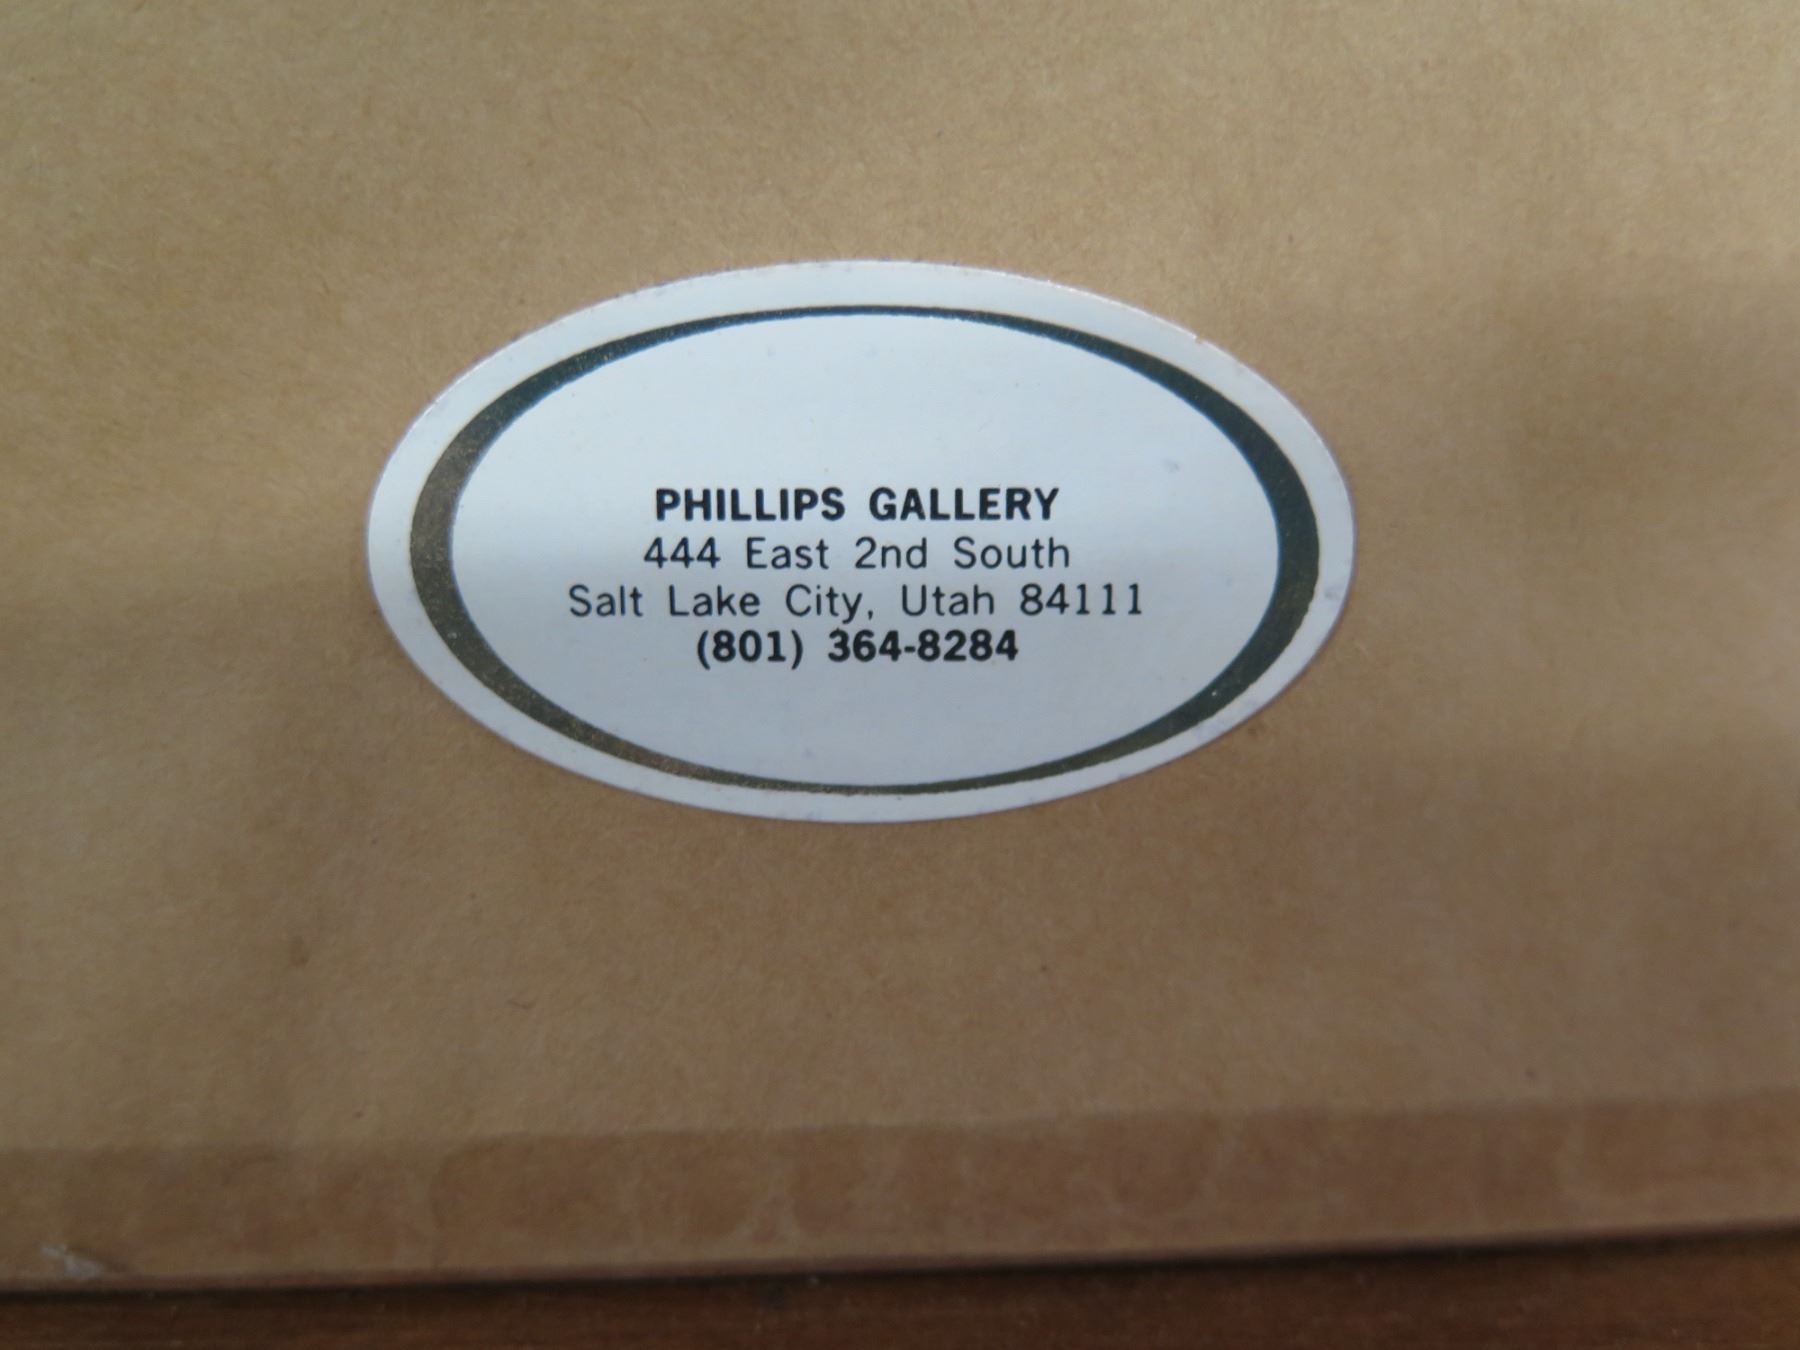 PHILLIPS GALLERY
444 East 2nd South
Salt Lake City, Utah 84111
(801) 364-8284